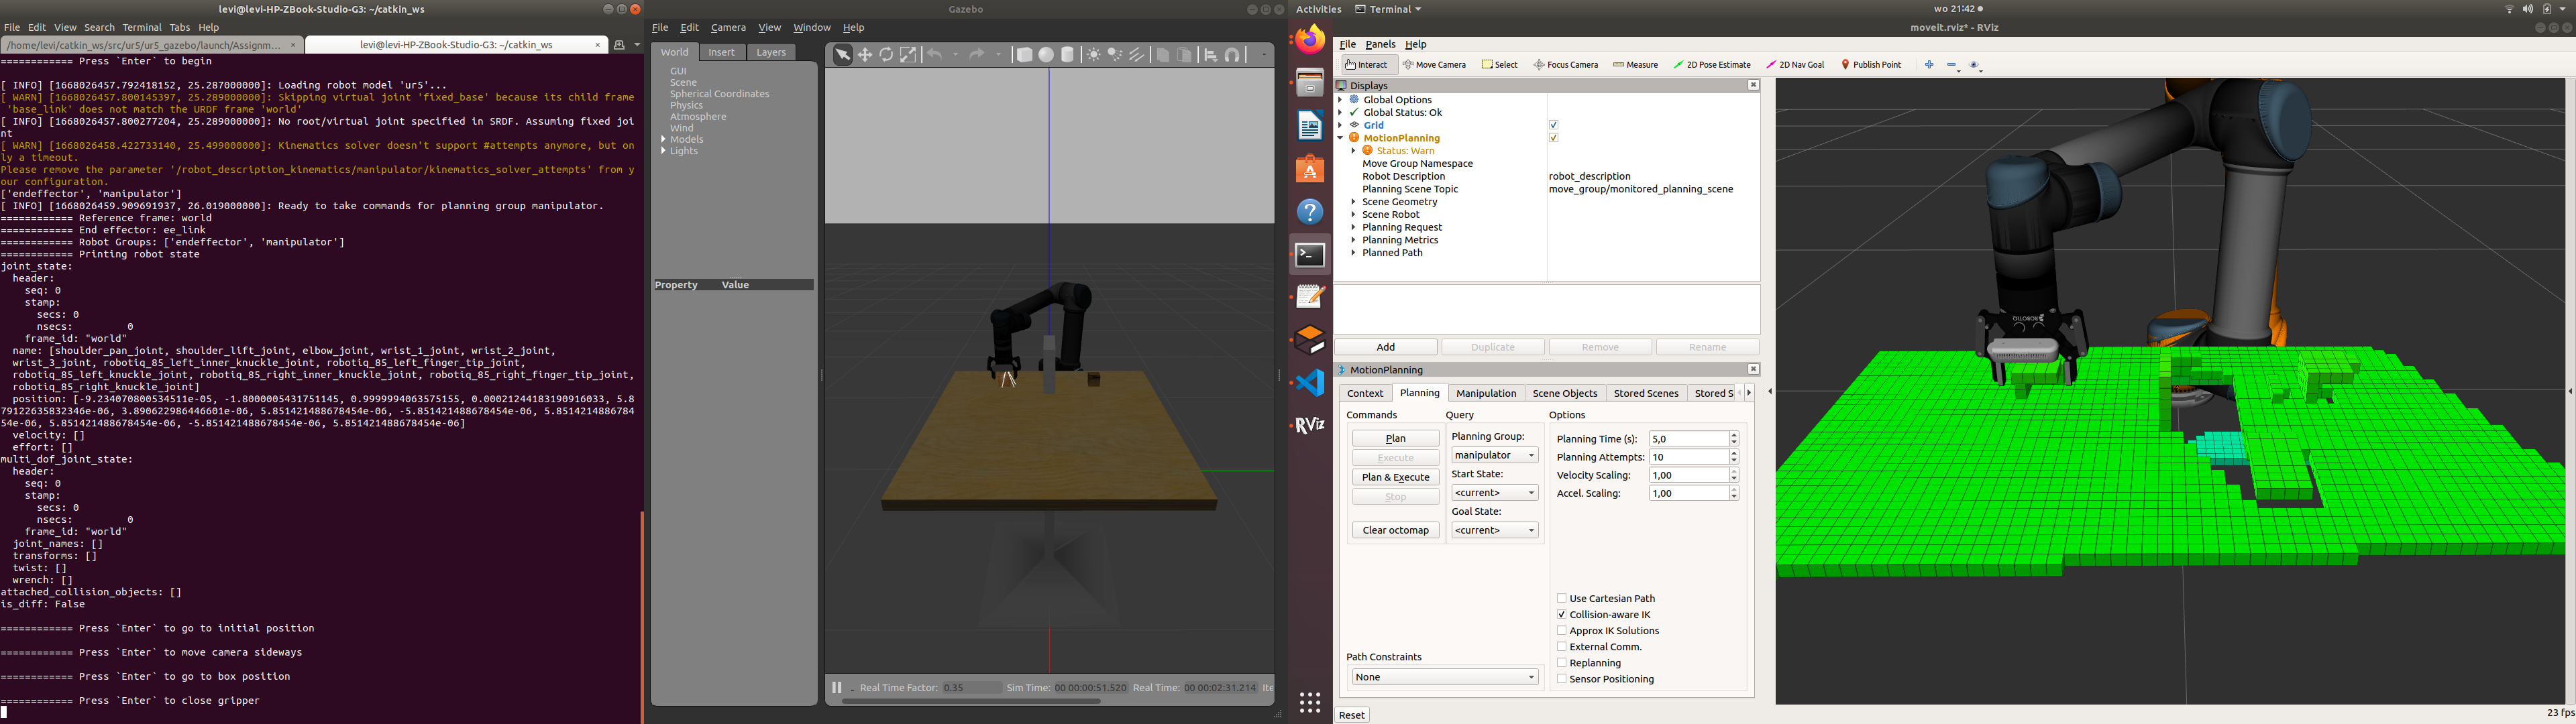 levi@levi-HP-ZBook-Studio-G3: ~/catkin_ws
File Edit View Search Terminal Tabs Help
/home/levi/catkin_ws/src/ur5/ur5_gazebo/launch/Assignm... × levi@levi-HP-ZBook-Studio-G3: ~/catkin_ws ×
============ Press `Enter` to begin
[ INFO] [1668026457.792418152, 25.287000000]: Loading robot model 'ur5'...
[ WARN] [1668026457.800145397, 25.289000000]: Skipping virtual joint 'fixed_base' because its child frame
'base_link' does not match the URDF frame 'world'
[ INFO] [1668026457.800277204, 25.289000000]: No root/virtual joint specified in SRDF. Assuming fixed joi
nt
[ WARN] [1668026458.422733140, 25.499000000]: Kinematics solver doesn't support #attempts anymore, but on
ly a timeout.
Please remove the parameter '/robot_description_kinematics/manipulator/kinematics_solver_attempts' from y
our configuration.
['endeffector', 'manipulator']
[ INFO] [1668026459.909691937, 26.019000000]: Ready to take commands for planning group manipulator.
============ Reference frame: world
============ End effector: ee_link
============ Robot Groups: ['endeffector', 'manipulator']
============ Printing robot state
joint_state:
header:
seq: 0
stamp:
secs: 0
nsecs: 0
frame_id: "world"
name: [shoulder_pan_joint, shoulder_lift_joint, elbow_joint, wrist_1_joint, wrist_2_joint,
wrist_3_joint, robotiq_85_left_inner_knuckle_joint, robotiq_85_left_finger_tip_joint,
robotiq_85_left_knuckle_joint, robotiq_85_right_inner_knuckle_joint, robotiq_85_right_finger_tip_joint,
robotiq_85_right_knuckle_joint]
position: [-9.234070800534511e-05, -1.8000005431751145, 0.9999994063575155, 0.00021244183190916033, 5.8
79122635832346e-06, 3.890622986446601e-06, 5.851421488678454e-06, -5.851421488678454e-06, 5.8514214886784
54e-06, 5.851421488678454e-06, -5.851421488678454e-06, 5.851421488678454e-06]
velocity: []
effort: []
multi_dof_joint_state:
header:
seq: 0
stamp:
secs: 0
nsecs: 0
frame_id: "world"
joint_names: []
transforms: []
twist: []
wrench: []
attached_collision_objects: []
is_diff: False
============ Press `Enter` to go to initial position
============ Press `Enter` to move camera sideways
============ Press `Enter` to go to box position
============ Press `Enter` to close gripper
Gazebo
File Edit Camera View Window Help
World Insert Layers
GUI
Scene
Spherical Coordinates
Physics
Atmosphere
Wind
Models
Lights
Property Value
Real Time Factor: 0.35 Sim Time: 00 00:00:51.520 Real Time: 00 00:02:31.214 Ite
Activities Terminal wo 21:42
RViz
moveit.rviz* - RViz
File Panels Help
Interact Move Camera Select Focus Camera Measure 2D Pose Estimate 2D Nav Goal Publish Point
Displays
Global Options
Global Status: Ok
Grid
MotionPlanning
Status: Warn
Move Group Namespace
Robot Description robot_description
Planning Scene Topic move_group/monitored_planning_scene
Scene Geometry
Scene Robot
Planning Request
Planning Metrics
Planned Path
Add Duplicate Remove Rename
MotionPlanning
Context Planning Manipulation Scene Objects Stored Scenes Stored S
Commands Query Options
Plan Planning Group: Planning Time (s): 5,0
Execute manipulator Planning Attempts: 10
Plan & Execute Start State: Velocity Scaling: 1,00
Stop <current> Accel. Scaling: 1,00
Goal State:
Clear octomap <current>
Use Cartesian Path
Collision-aware IK
Approx IK Solutions
External Comm.
Replanning
Path Constraints
None Sensor Positioning
Reset
ROBOTIQ
23 fps